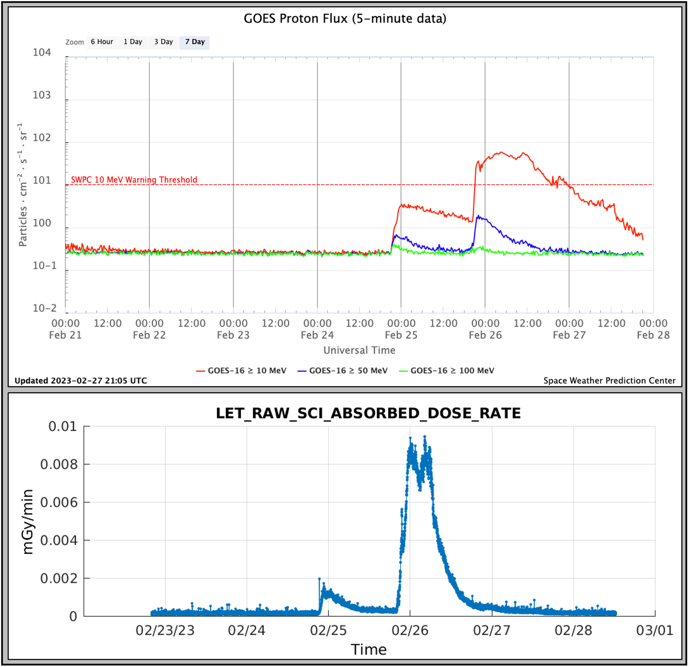 GOES Proton Flux (5-minute data)
Zoom 6 Hour 1 Day 3 Day 7 Day
104
103
102
101
100
10-1
10-2
Particles · cm⁻² · s⁻¹ · sr⁻¹
SWPC 10 MeV Warning Threshold
00:00 12:00 00:00 12:00 00:00 12:00 00:00 12:00 00:00 12:00 00:00 12:00 00:00 12:00 00:00
Feb 21 Feb 22 Feb 23 Feb 24 Feb 25 Feb 26 Feb 27 Feb 28
Universal Time
GOES-16 ≥ 10 MeV GOES-16 ≥ 50 MeV GOES-16 ≥ 100 MeV
Updated 2023-02-27 21:05 UTC Space Weather Prediction Center
LET_RAW_SCI_ABSORBED_DOSE_RATE
0.01
0.008
0.006
0.004
0.002
0
mGy/min
02/23/23 02/24 02/25 02/26 02/27 02/28 03/01
Time